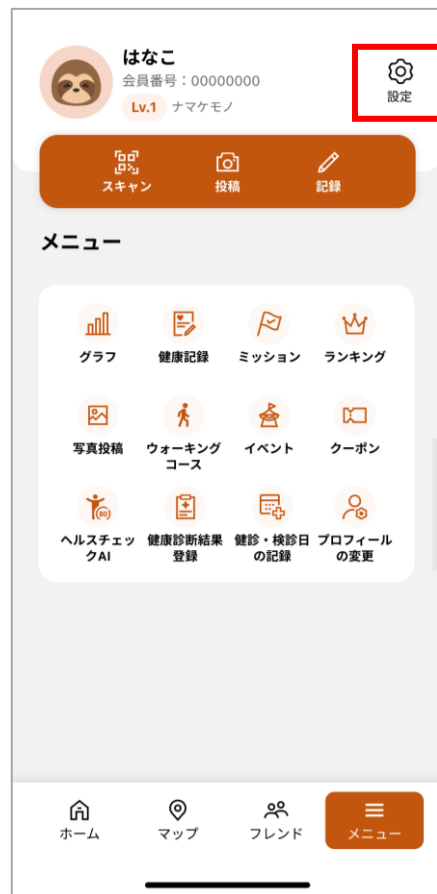 はなこ
会員番号：00000000
Lv.1 ナマケモノ
設定
スキャン 投稿 記録
メニュー
グラフ 健康記録 ミッション ランキング
写真投稿 ウォーキング イベント クーポン
コース
ヘルスチェッ 健康診断結果 健診・検診日 プロフィール
クAI 登録 の記録 の変更
ホーム マップ フレンド メニュー